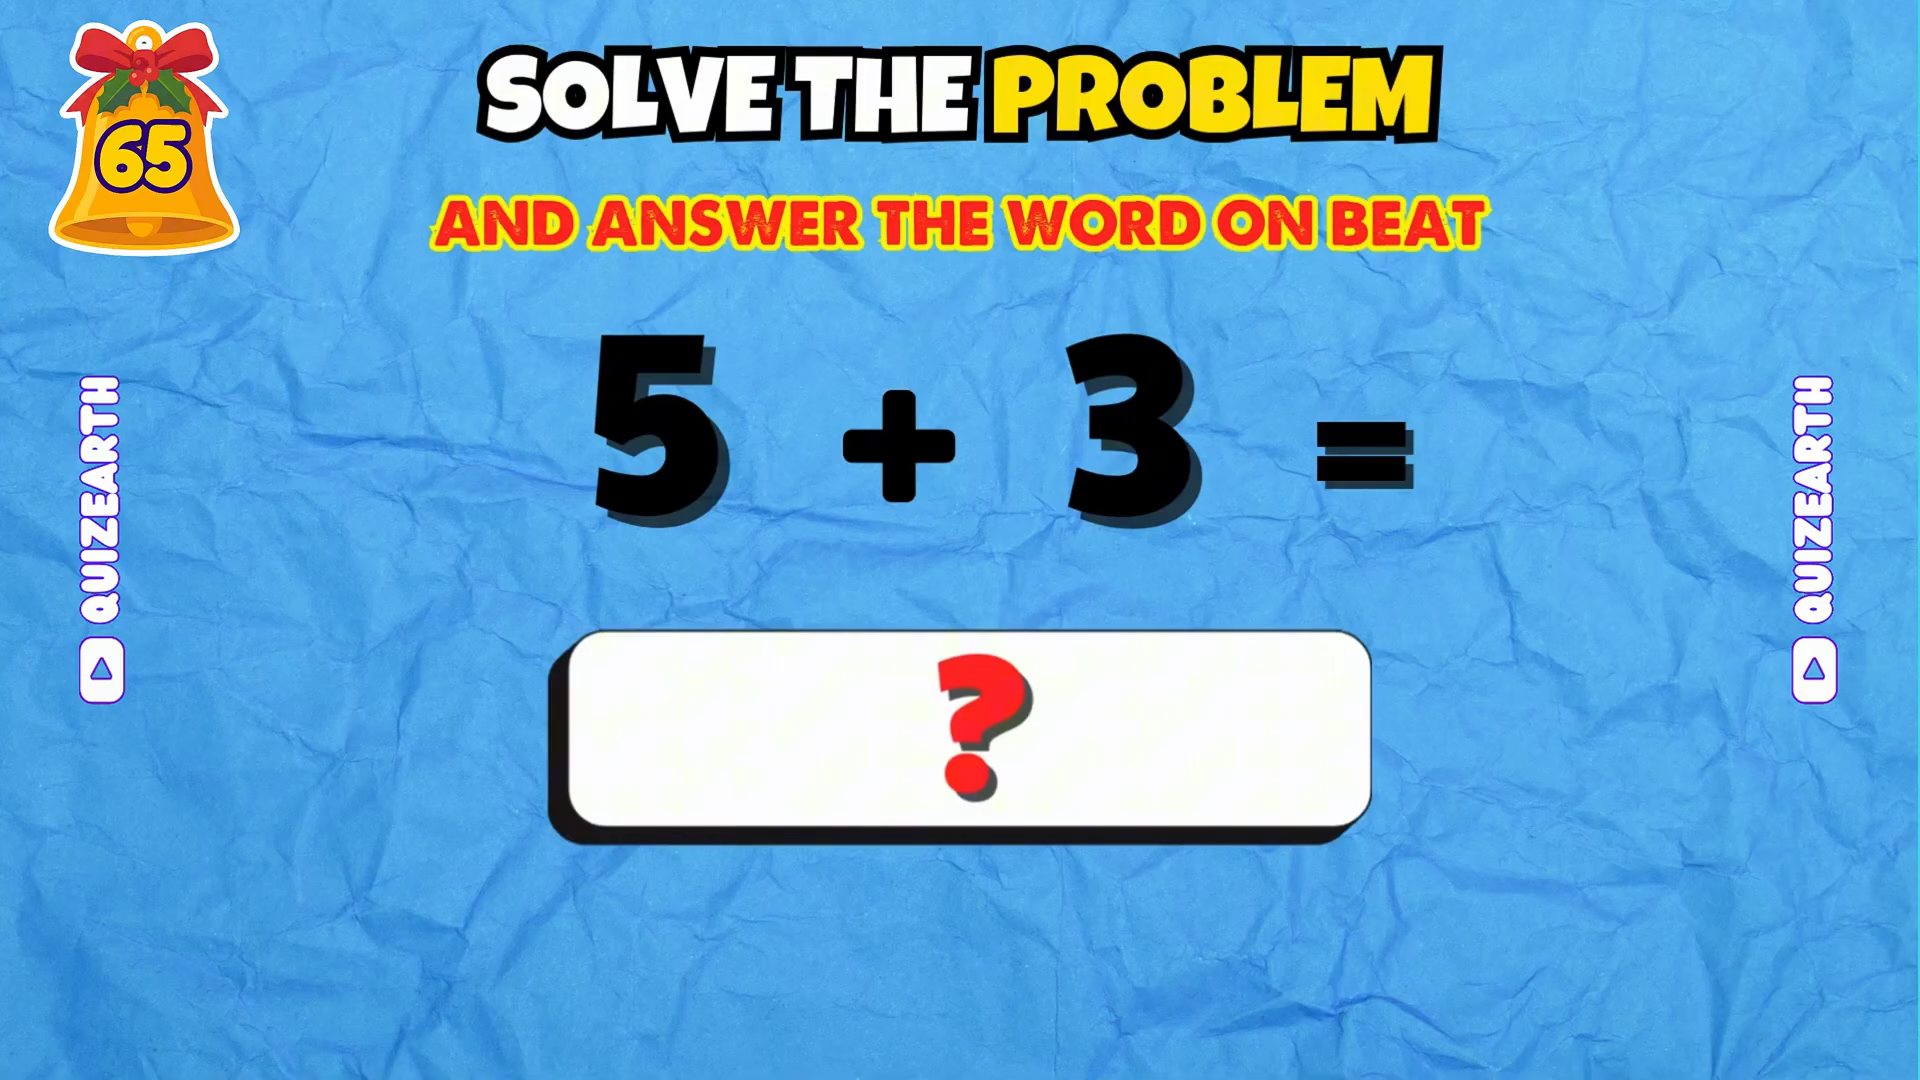 65
SOLVE THE PROBLEM
AND ANSWER THE WORD ON BEAT
5 + 3 =
?
QUIZEARTH
QUIZEARTH